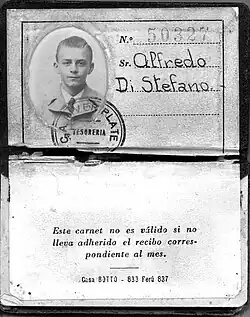 N.° 50327
Sr. Alfredo
Di Stefano
TESORERIA
Este carnet no es válido si no
lleva adherido el recibo corres-
pondiente al mes.
Casa BOTTO - 833 Perú 837